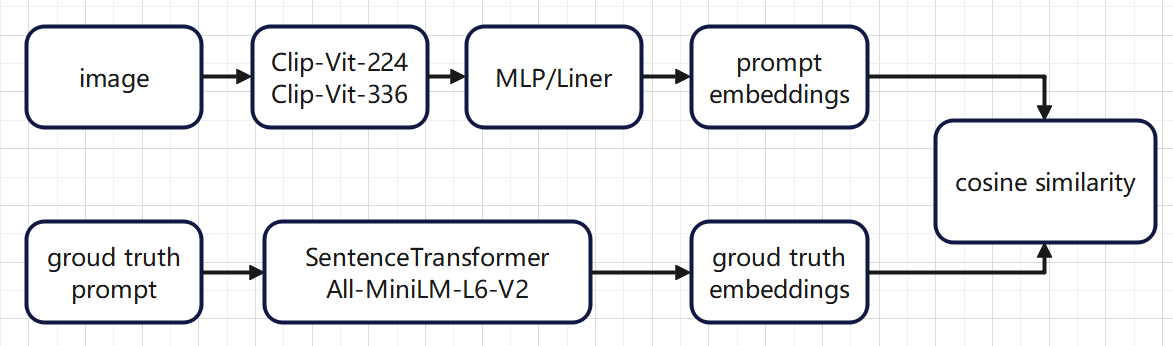 image
Clip-Vit-224
Clip-Vit-336
MLP/Liner
prompt
embeddings
cosine similarity
groud truth
prompt
SentenceTransformer
All-MiniLM-L6-V2
groud truth
embeddings